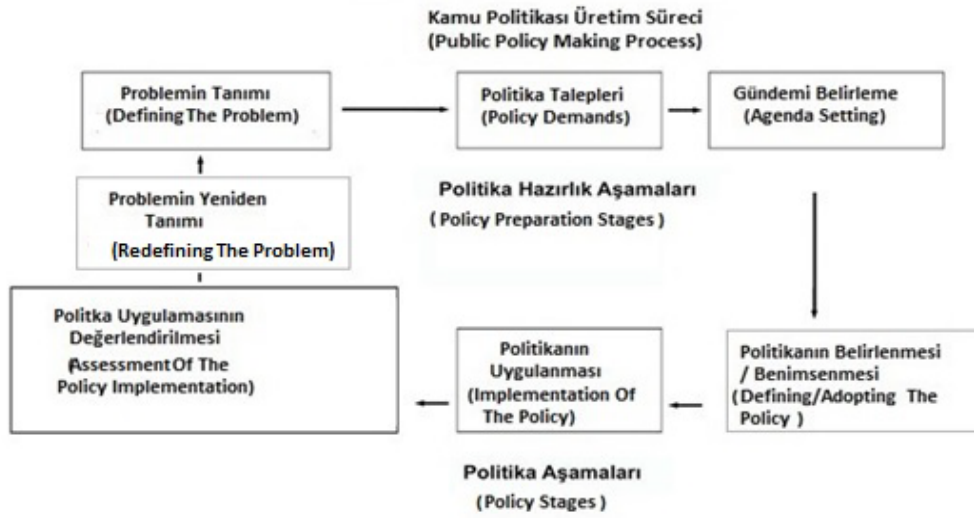 Kamu Politikası Üretim Süreci
(Public Policy Making Process)
Problemin Tanımı
(Defining The Problem)
Politika Talepleri
(Policy Demands)
Gündemi Belirleme
(Agenda Setting)
Politika Hazırlık Aşamaları
( Policy Preparation Stages )
Problemin Yeniden
Tanımı
(Redefining The Problem)
Politka Uygulamasının
Değerlendirilmesi
(Assessment Of The
Policy Implementation)
Politikanın
Uygulanması
(Implementation Of
The Policy)
Politikanın Belirlenmesi
/ Benimsenmesi
( Defining/Adopting The
Policy )
Politika Aşamaları
(Policy Stages )